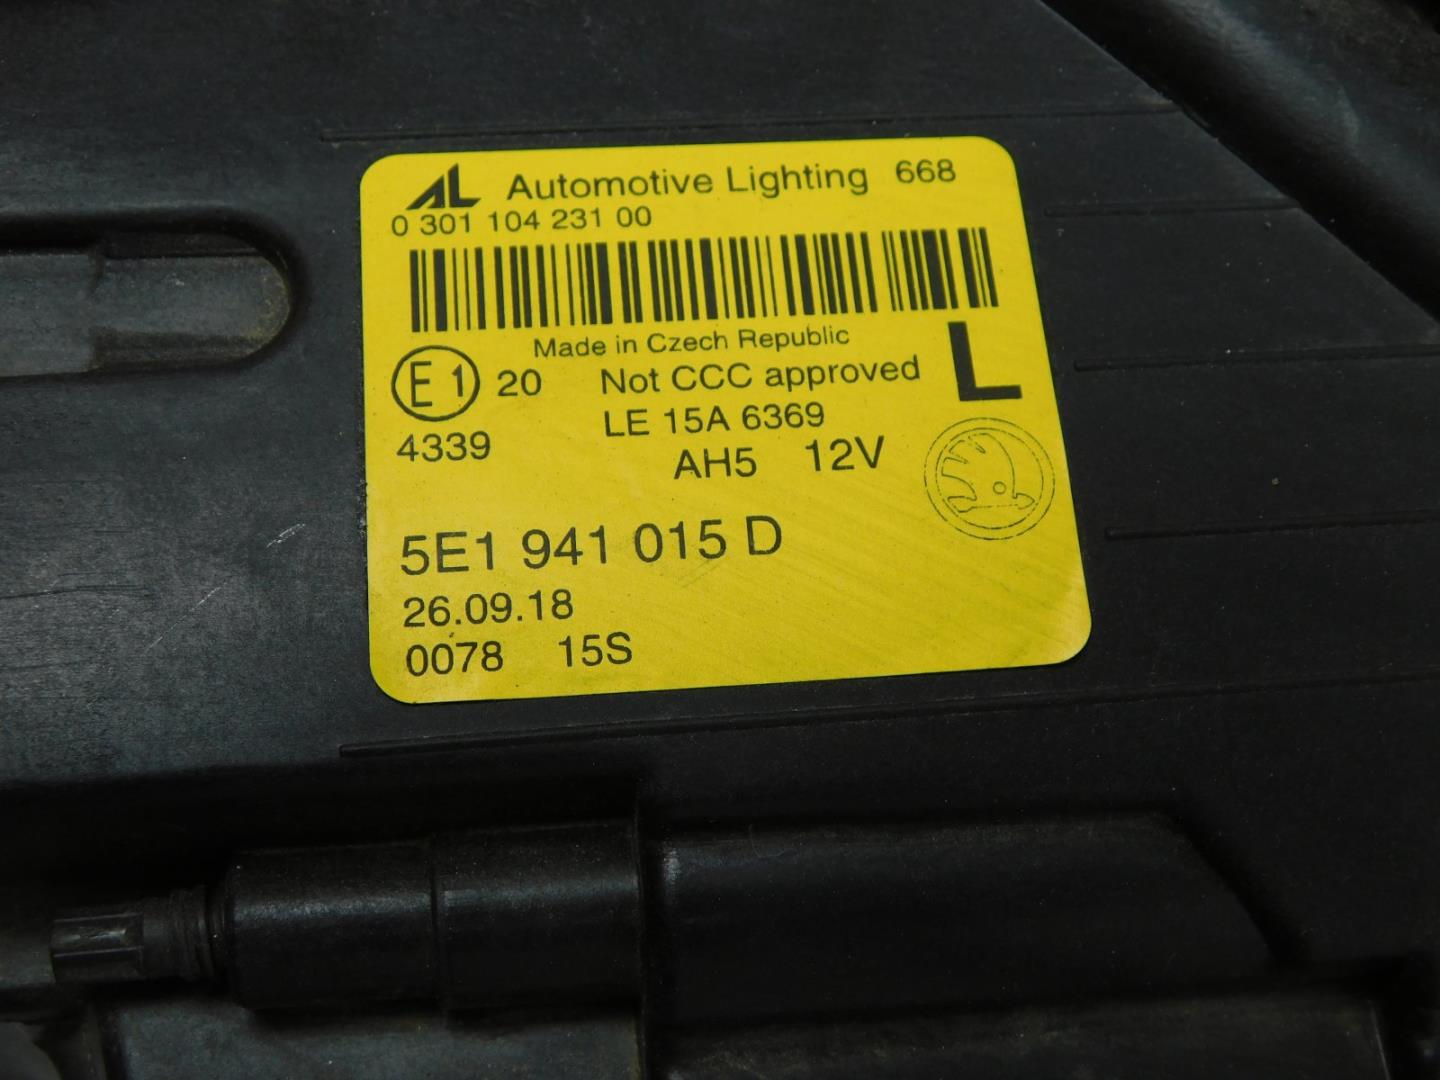 AL Automotive Lighting 668
0 301 104 231 00
Made in Czech Republic
L
E1 20 Not CCC approved
LE 15A 6369
4339
AH5 12V
5E1 941 015 D
26.09.18
0078 15S